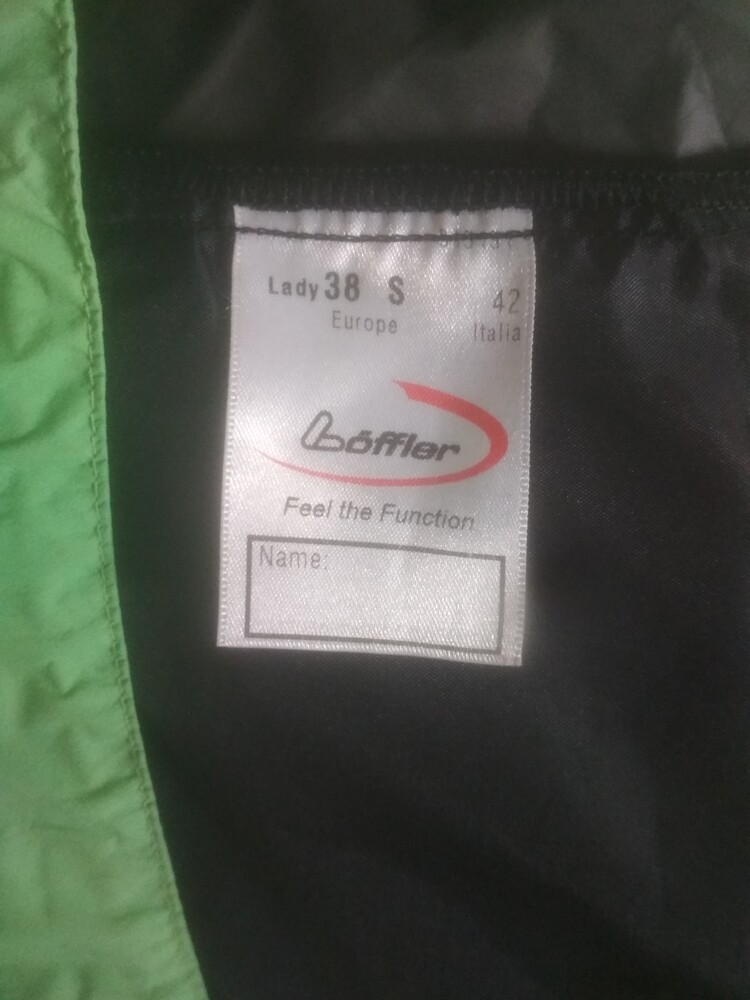 Lady 38 S 42
Europe Italia
Löffler
Feel the Function
Name: